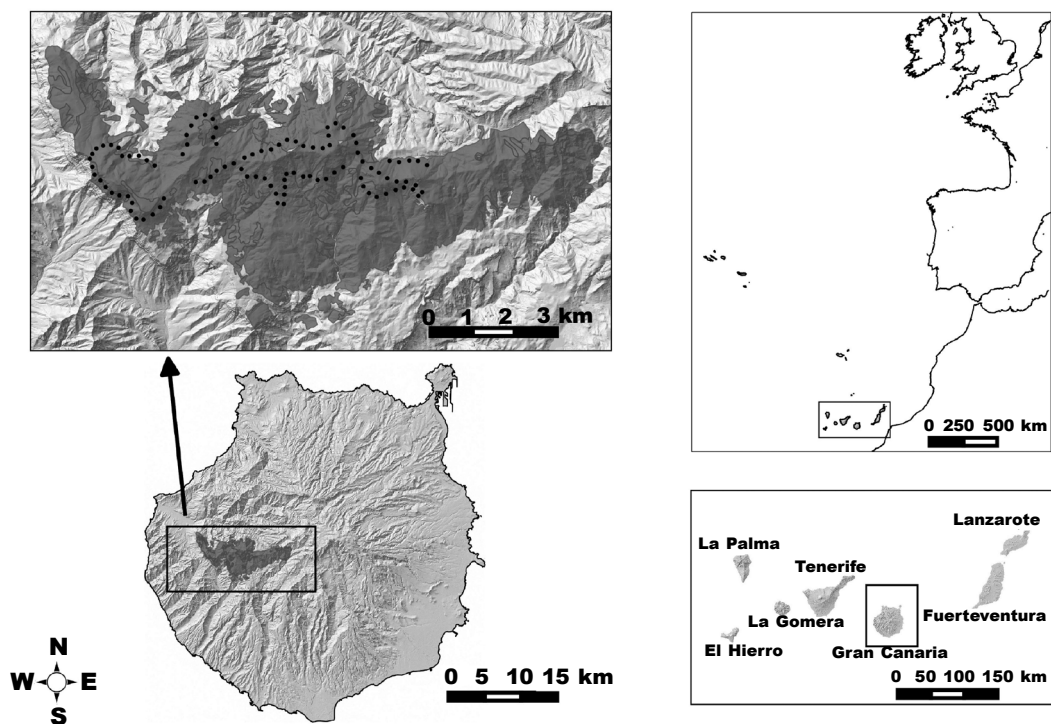 0 1 2 3 km
0 250 500 km
Lanzarote
La Palma
Tenerife
La Gomera
Fuerteventura
El Hierro
Gran Canaria
0 50 100 150 km
N
W E
S
0 5 10 15 km